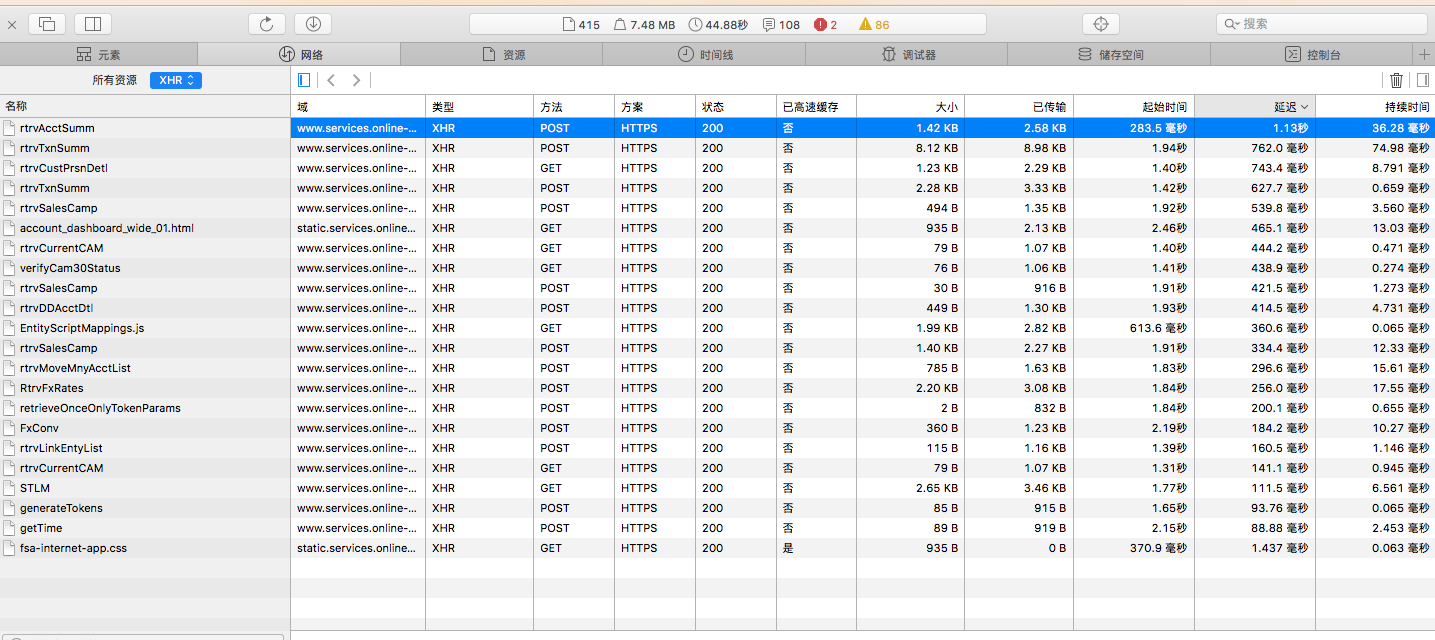 415 7.48 MB 44.88秒 108 2 86 搜索
元素 网络 资源 时间线 调试器 储存空间 控制台
所有资源 XHR
名称 域 类型 方法 方案 状态 已高速缓存 大小 已传输 起始时间 延迟 持续时间
rtrvAcctSumm www.services.online-... XHR POST HTTPS 200 否 1.42 KB 2.58 KB 283.5 毫秒 1.13秒 36.28 毫秒
rtrvTxnSumm www.services.online-... XHR POST HTTPS 200 否 8.12 KB 8.98 KB 1.94秒 762.0 毫秒 74.98 毫秒
rtrvCustPrsnDetl www.services.online-... XHR GET HTTPS 200 否 1.23 KB 2.29 KB 1.40秒 743.4 毫秒 8.791 毫秒
rtrvTxnSumm www.services.online-... XHR POST HTTPS 200 否 2.28 KB 3.33 KB 1.42秒 627.7 毫秒 0.659 毫秒
rtrvSalesCamp www.services.online-... XHR POST HTTPS 200 否 494 B 1.35 KB 1.92秒 539.8 毫秒 3.560 毫秒
account_dashboard_wide_01.html static.services.online... XHR GET HTTPS 200 否 935 B 2.13 KB 2.46秒 465.1 毫秒 13.03 毫秒
rtrvCurrentCAM www.services.online-... XHR GET HTTPS 200 否 79 B 1.07 KB 1.40秒 444.2 毫秒 0.471 毫秒
verifyCam30Status www.services.online-... XHR GET HTTPS 200 否 76 B 1.06 KB 1.41秒 438.9 毫秒 0.274 毫秒
rtrvSalesCamp www.services.online-... XHR POST HTTPS 200 否 30 B 916 B 1.91秒 421.5 毫秒 1.273 毫秒
rtrvDDAcctDtl www.services.online-... XHR POST HTTPS 200 否 449 B 1.30 KB 1.93秒 414.5 毫秒 4.731 毫秒
EntityScriptMappings.js www.services.online-... XHR GET HTTPS 200 否 1.99 KB 2.82 KB 613.6 毫秒 360.6 毫秒 0.065 毫秒
rtrvSalesCamp www.services.online-... XHR POST HTTPS 200 否 1.40 KB 2.27 KB 1.91秒 334.4 毫秒 12.33 毫秒
rtrvMoveMnyAcctList www.services.online-... XHR POST HTTPS 200 否 785 B 1.63 KB 1.83秒 296.6 毫秒 15.61 毫秒
RtrvFxRates www.services.online-... XHR POST HTTPS 200 否 2.20 KB 3.08 KB 1.84秒 256.0 毫秒 17.55 毫秒
retrieveOnceOnlyTokenParams www.services.online-... XHR POST HTTPS 200 否 2 B 832 B 1.84秒 200.1 毫秒 0.655 毫秒
FxConv www.services.online-... XHR POST HTTPS 200 否 360 B 1.23 KB 2.19秒 184.2 毫秒 10.27 毫秒
rtrvLinkEntyList www.services.online-... XHR POST HTTPS 200 否 115 B 1.16 KB 1.39秒 160.5 毫秒 1.146 毫秒
rtrvCurrentCAM www.services.online-... XHR GET HTTPS 200 否 79 B 1.07 KB 1.31秒 141.1 毫秒 0.945 毫秒
STLM www.services.online-... XHR GET HTTPS 200 否 2.65 KB 3.46 KB 1.77秒 111.5 毫秒 6.561 毫秒
generateTokens www.services.online-... XHR POST HTTPS 200 否 85 B 915 B 1.65秒 93.76 毫秒 0.065 毫秒
getTime www.services.online-... XHR POST HTTPS 200 否 89 B 919 B 2.15秒 88.88 毫秒 2.453 毫秒
fsa-internet-app.css static.services.online... XHR GET HTTPS 200 是 935 B 0 B 370.9 毫秒 1.437 毫秒 0.063 毫秒